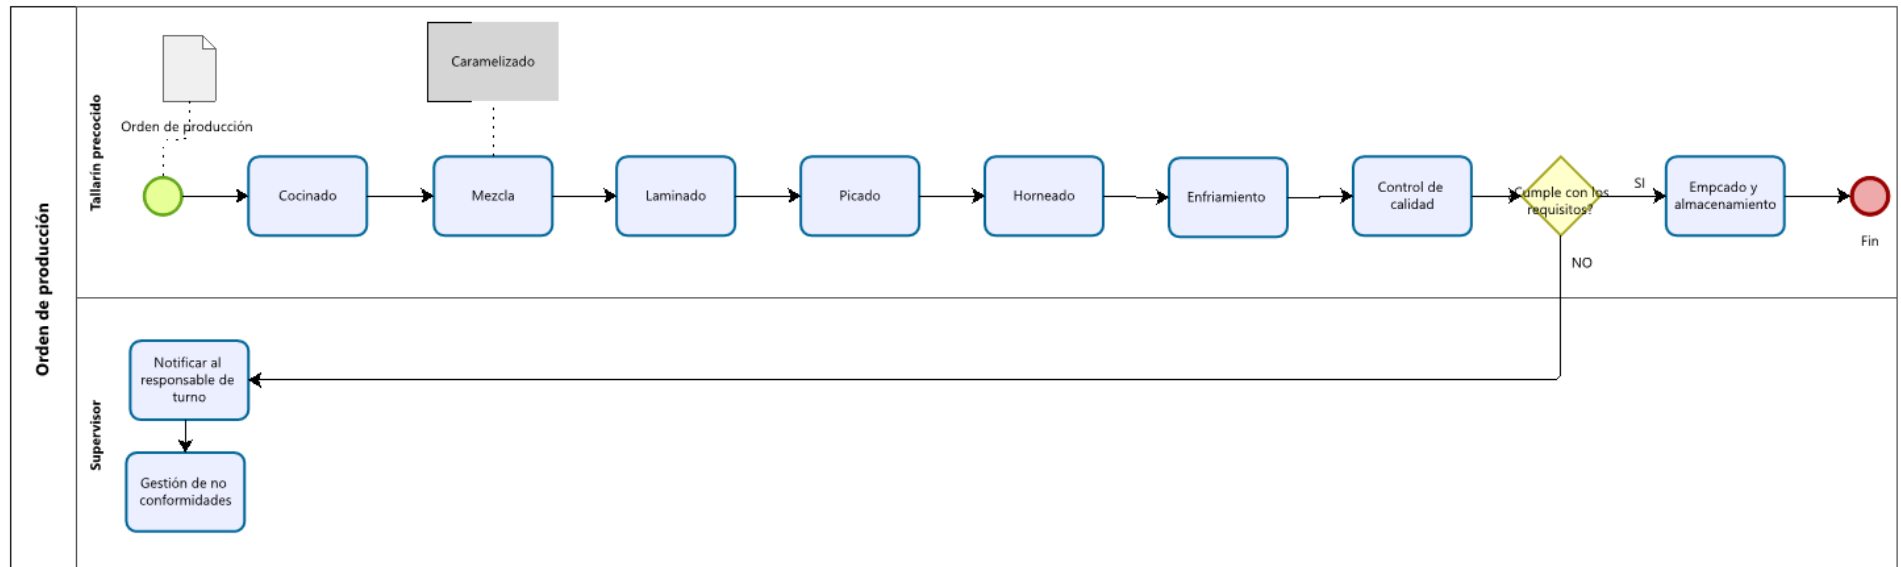 Orden de producción
Tallarín precocido
Orden de producción
Caramelizado
Cocinado
Mezcla
Laminado
Picado
Horneado
Enfriamiento
Control de
calidad
Cumple con los
requisitos?
SI
Empcado y
almacenamiento
Fin
NO
Supervisor
Notificar al
responsable de
turno
Gestión de no
conformidades